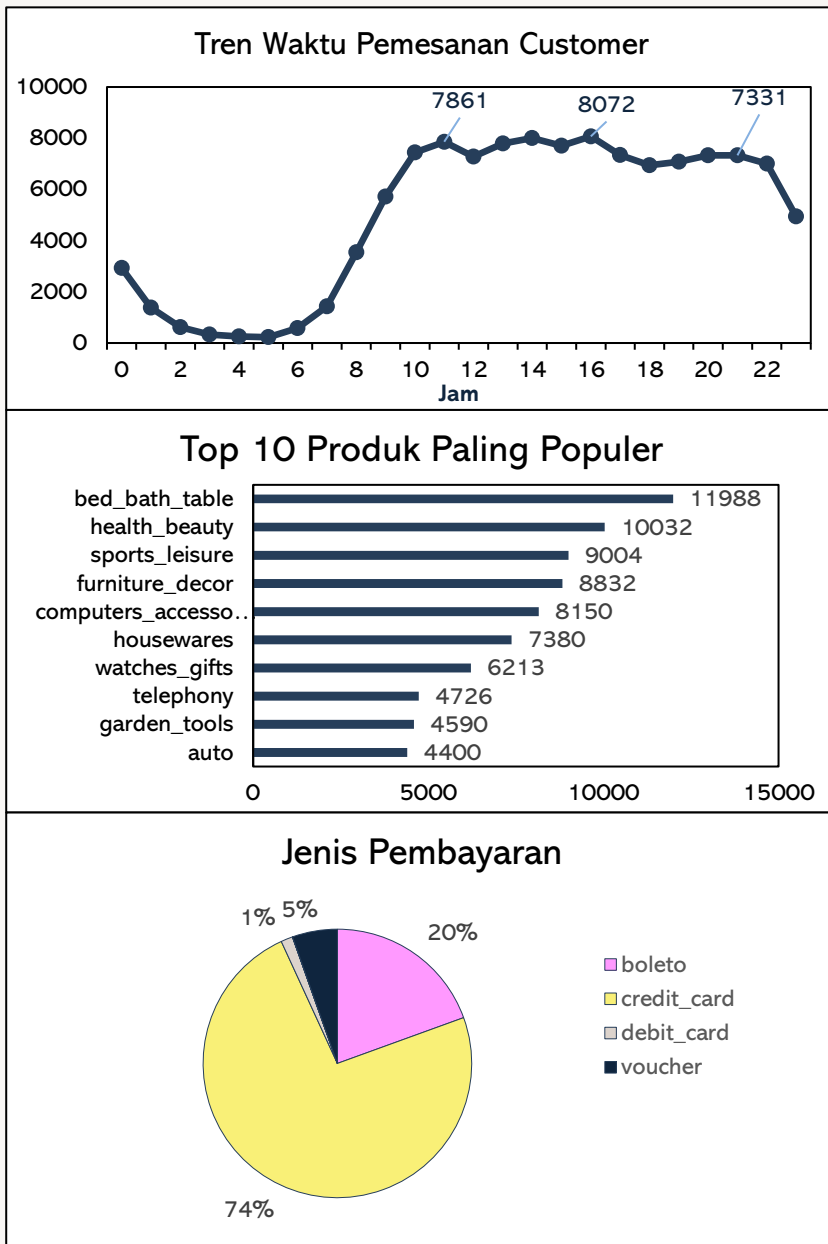 Tren Waktu Pemesanan Customer
10000
8000
6000
4000
2000
0
7861
8072
7331
0 2 4 6 8 10 12 14 16 18 20 22
Jam
Top 10 Produk Paling Populer
bed_bath_table 11988
health_beauty 10032
sports_leisure 9004
furniture_decor 8832
computers_accesso... 8150
housewares 7380
watches_gifts 6213
telephony 4726
garden_tools 4590
auto 4400
0 5000 10000 15000
Jenis Pembayaran
1% 5%
20%
74%
boleto
credit_card
debit_card
voucher